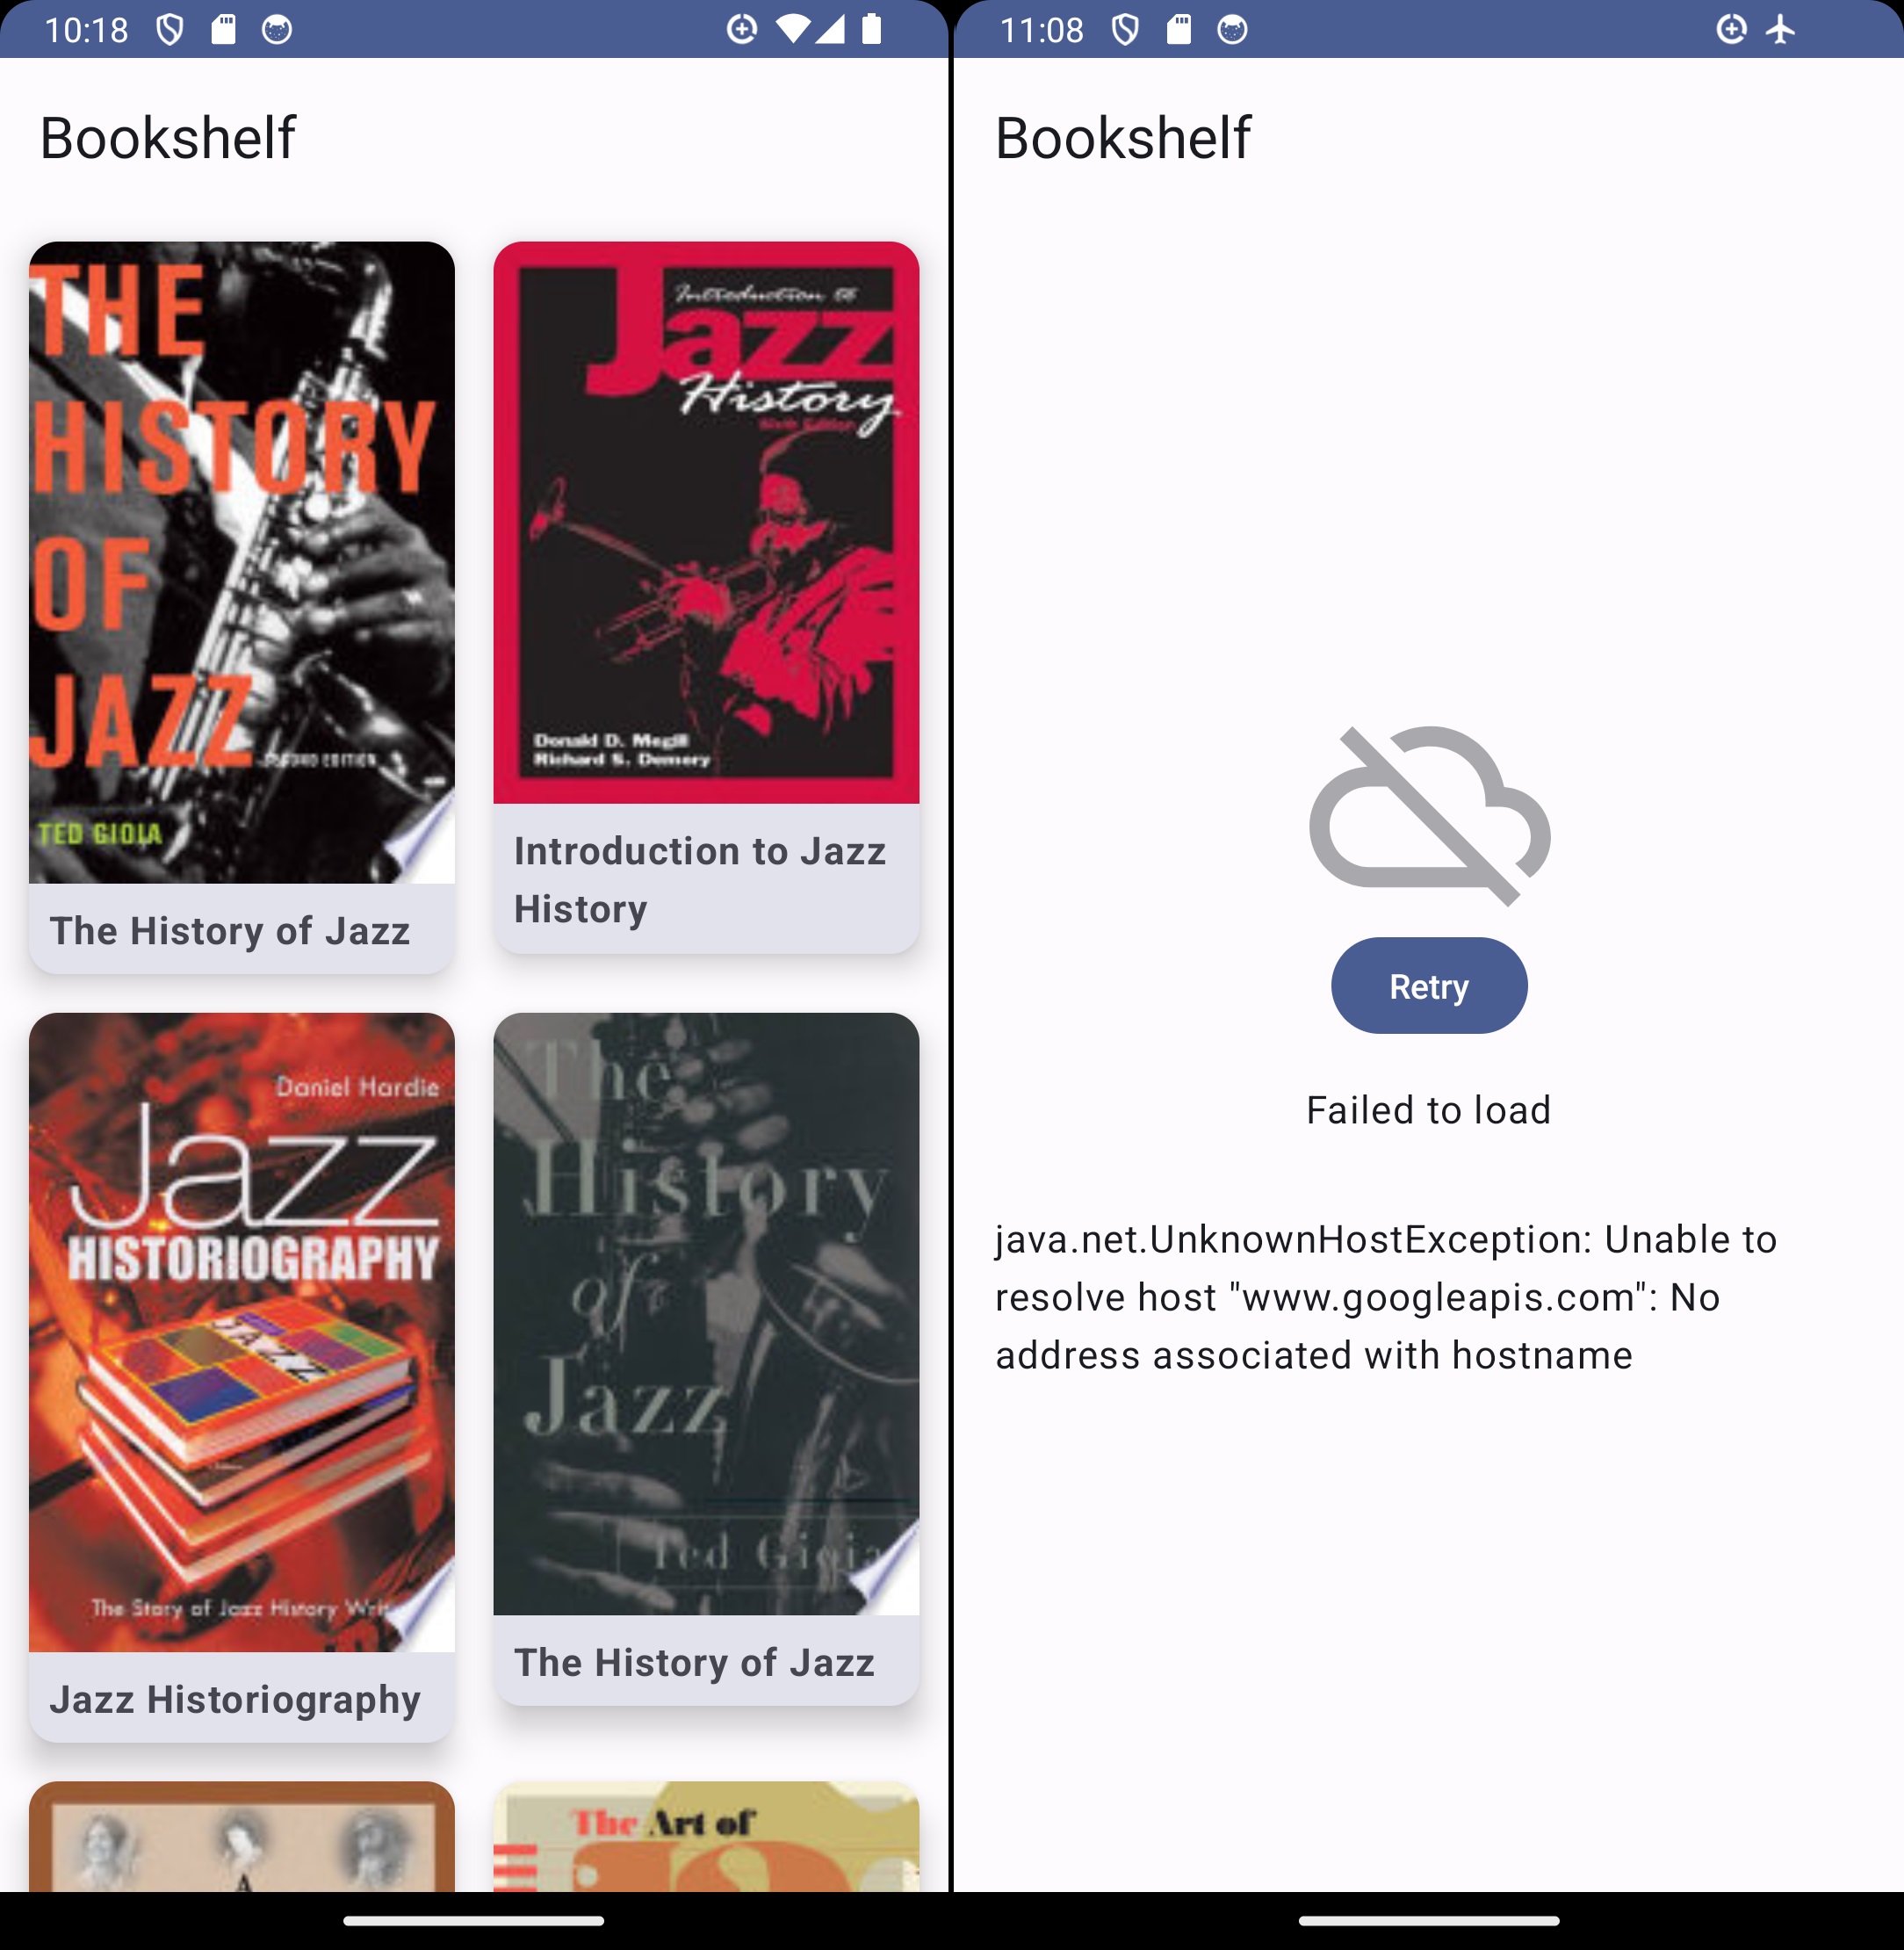 10:18
Bookshelf
THE
HISTORY
OF
JAZZ
SECOND EDITION
TED GIOIA
The History of Jazz
Introduction to
Jazz
History
Sixth Edition
Donald D. Megill
Richard S. Demory
Introduction to Jazz
History
Daniel Hardie
Jazz
HISTORIOGRAPHY
JAZZ
The Story of Jazz History
Jazz Historiography
The
History
of
Jazz
Ted Gioia
The History of Jazz
A
The Art of
11:08
Bookshelf
Retry
Failed to load
java.net.UnknownHostException: Unable to
resolve host "www.googleapis.com": No
address associated with hostname